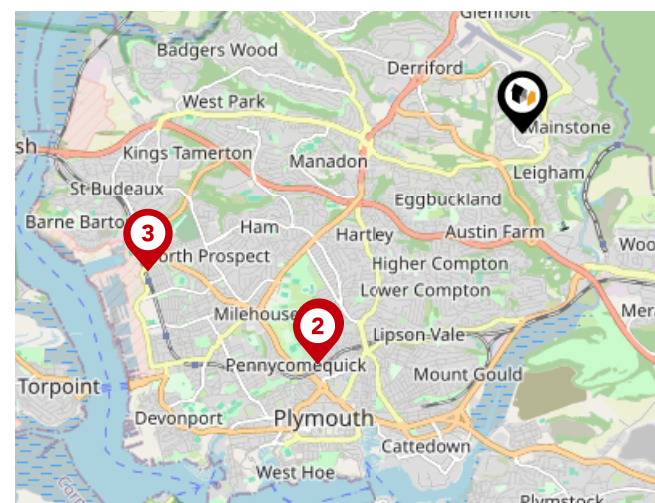 Glenholt
Badgers Wood
Derriford
West Park
Mainstone
sh
Kings Tamerton
Manadon
Leigham
St Budeaux
Eggbuckland
Barne Barto
Ham
Hartley
Austin Farm
3
North Prospect
Woo
Higher Compton
Lower Compton
Milehouse
Mer
2
Lipson Vale
Pennycomequick
Mount Gould
Torpoint
Devonport
Plymouth
Cattedown
West Hoe
Plymstock